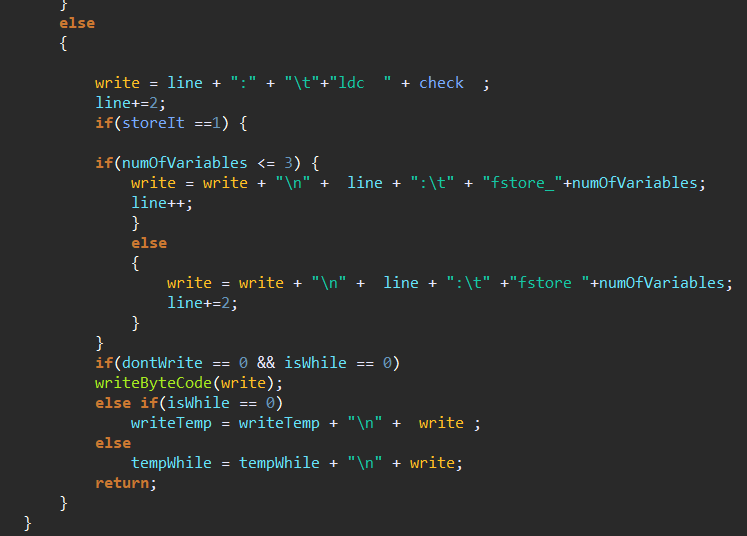 }
else
{
write = line + ":" + "\t"+"ldc  " + check  ;
line+=2;
if(storeIt ==1) {
if(numOfVariables <= 3) {
write = write + "\n" +  line + ":\t" + "fstore_"+numOfVariables;
line++;
}
else
{
write = write + "\n" +  line + ":\t" +"fstore "+numOfVariables;
line+=2;
}
}
if(dontWrite == 0 && isWhile == 0)
writeByteCode(write);
else if(isWhile == 0)
writeTemp = writeTemp + "\n" +  write ;
else
tempWhile = tempWhile + "\n" + write;
return;
}
}